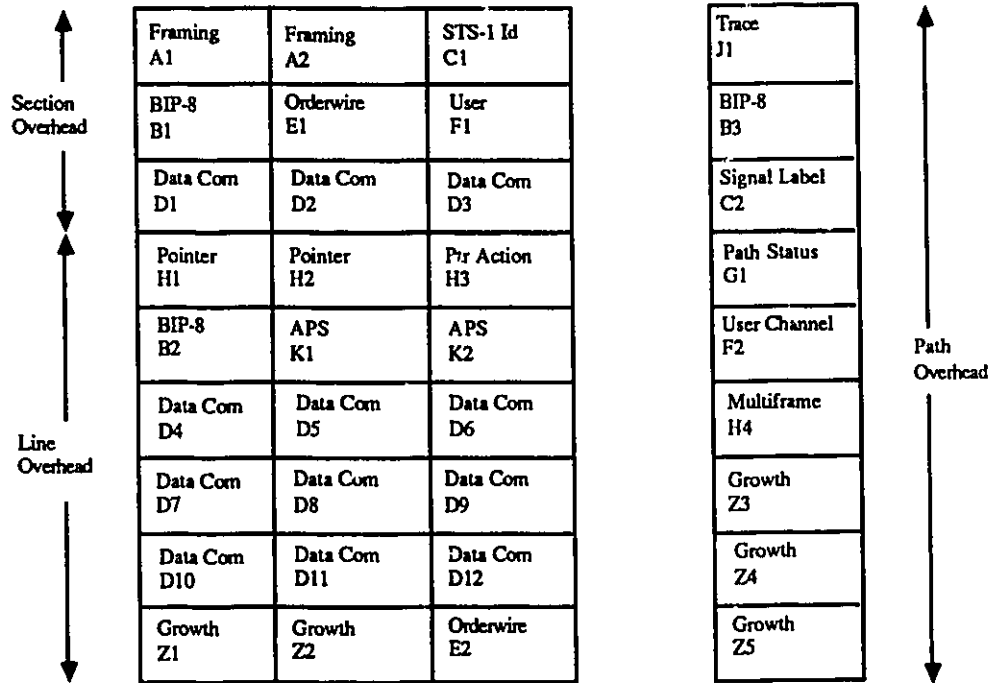 Framing Framing STS-1 Id Trace
A1 A2 C1 J1
Section
Overhead
BIP-8 Orderwire User BIP-8
B1 E1 F1 B3
Data Com Data Com Data Com Signal Label
D1 D2 D3 C2
Pointer Pointer Ptr Action Path Status
H1 H2 H3 G1
BIP-8 APS APS User Channel
B2 K1 K2 F2
Path
Overhead
Data Com Data Com Data Com Multiframe
D4 D5 D6 H4
Line
Overhead
Data Com Data Com Data Com Growth
D7 D8 D9 Z3
Data Com Data Com Data Com Growth
D10 D11 D12 Z4
Growth Growth Orderwire Growth
Z1 Z2 E2 Z5